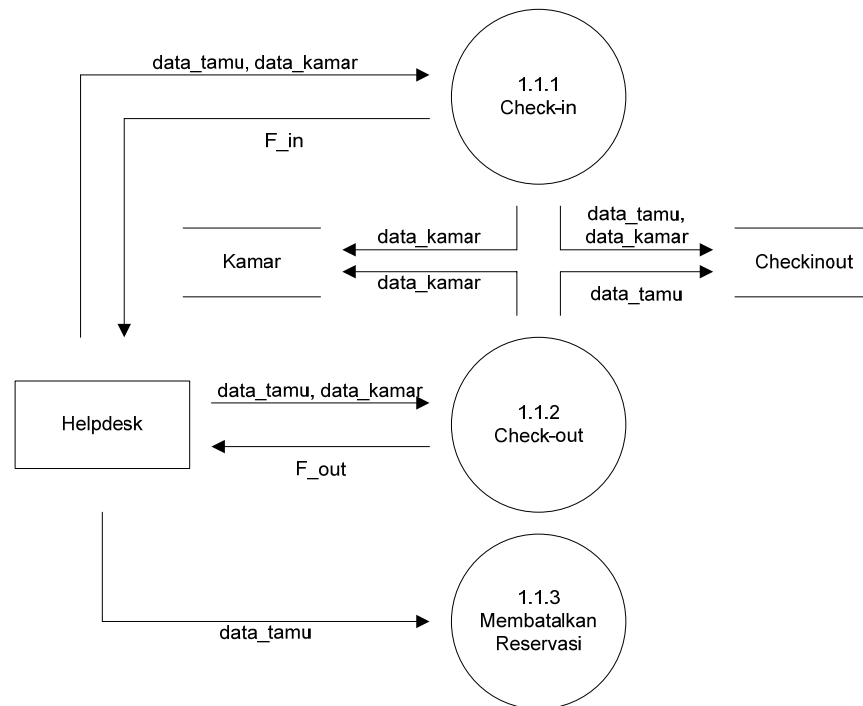 data_tamu, data_kamar
1.1.1
Check-in
F_in
data_kamar
data_tamu,
data_kamar
Kamar
Checkinout
data_kamar
data_tamu
data_tamu, data_kamar
Helpdesk
1.1.2
Check-out
F_out
1.1.3
Membatalkan
Reservasi
data_tamu